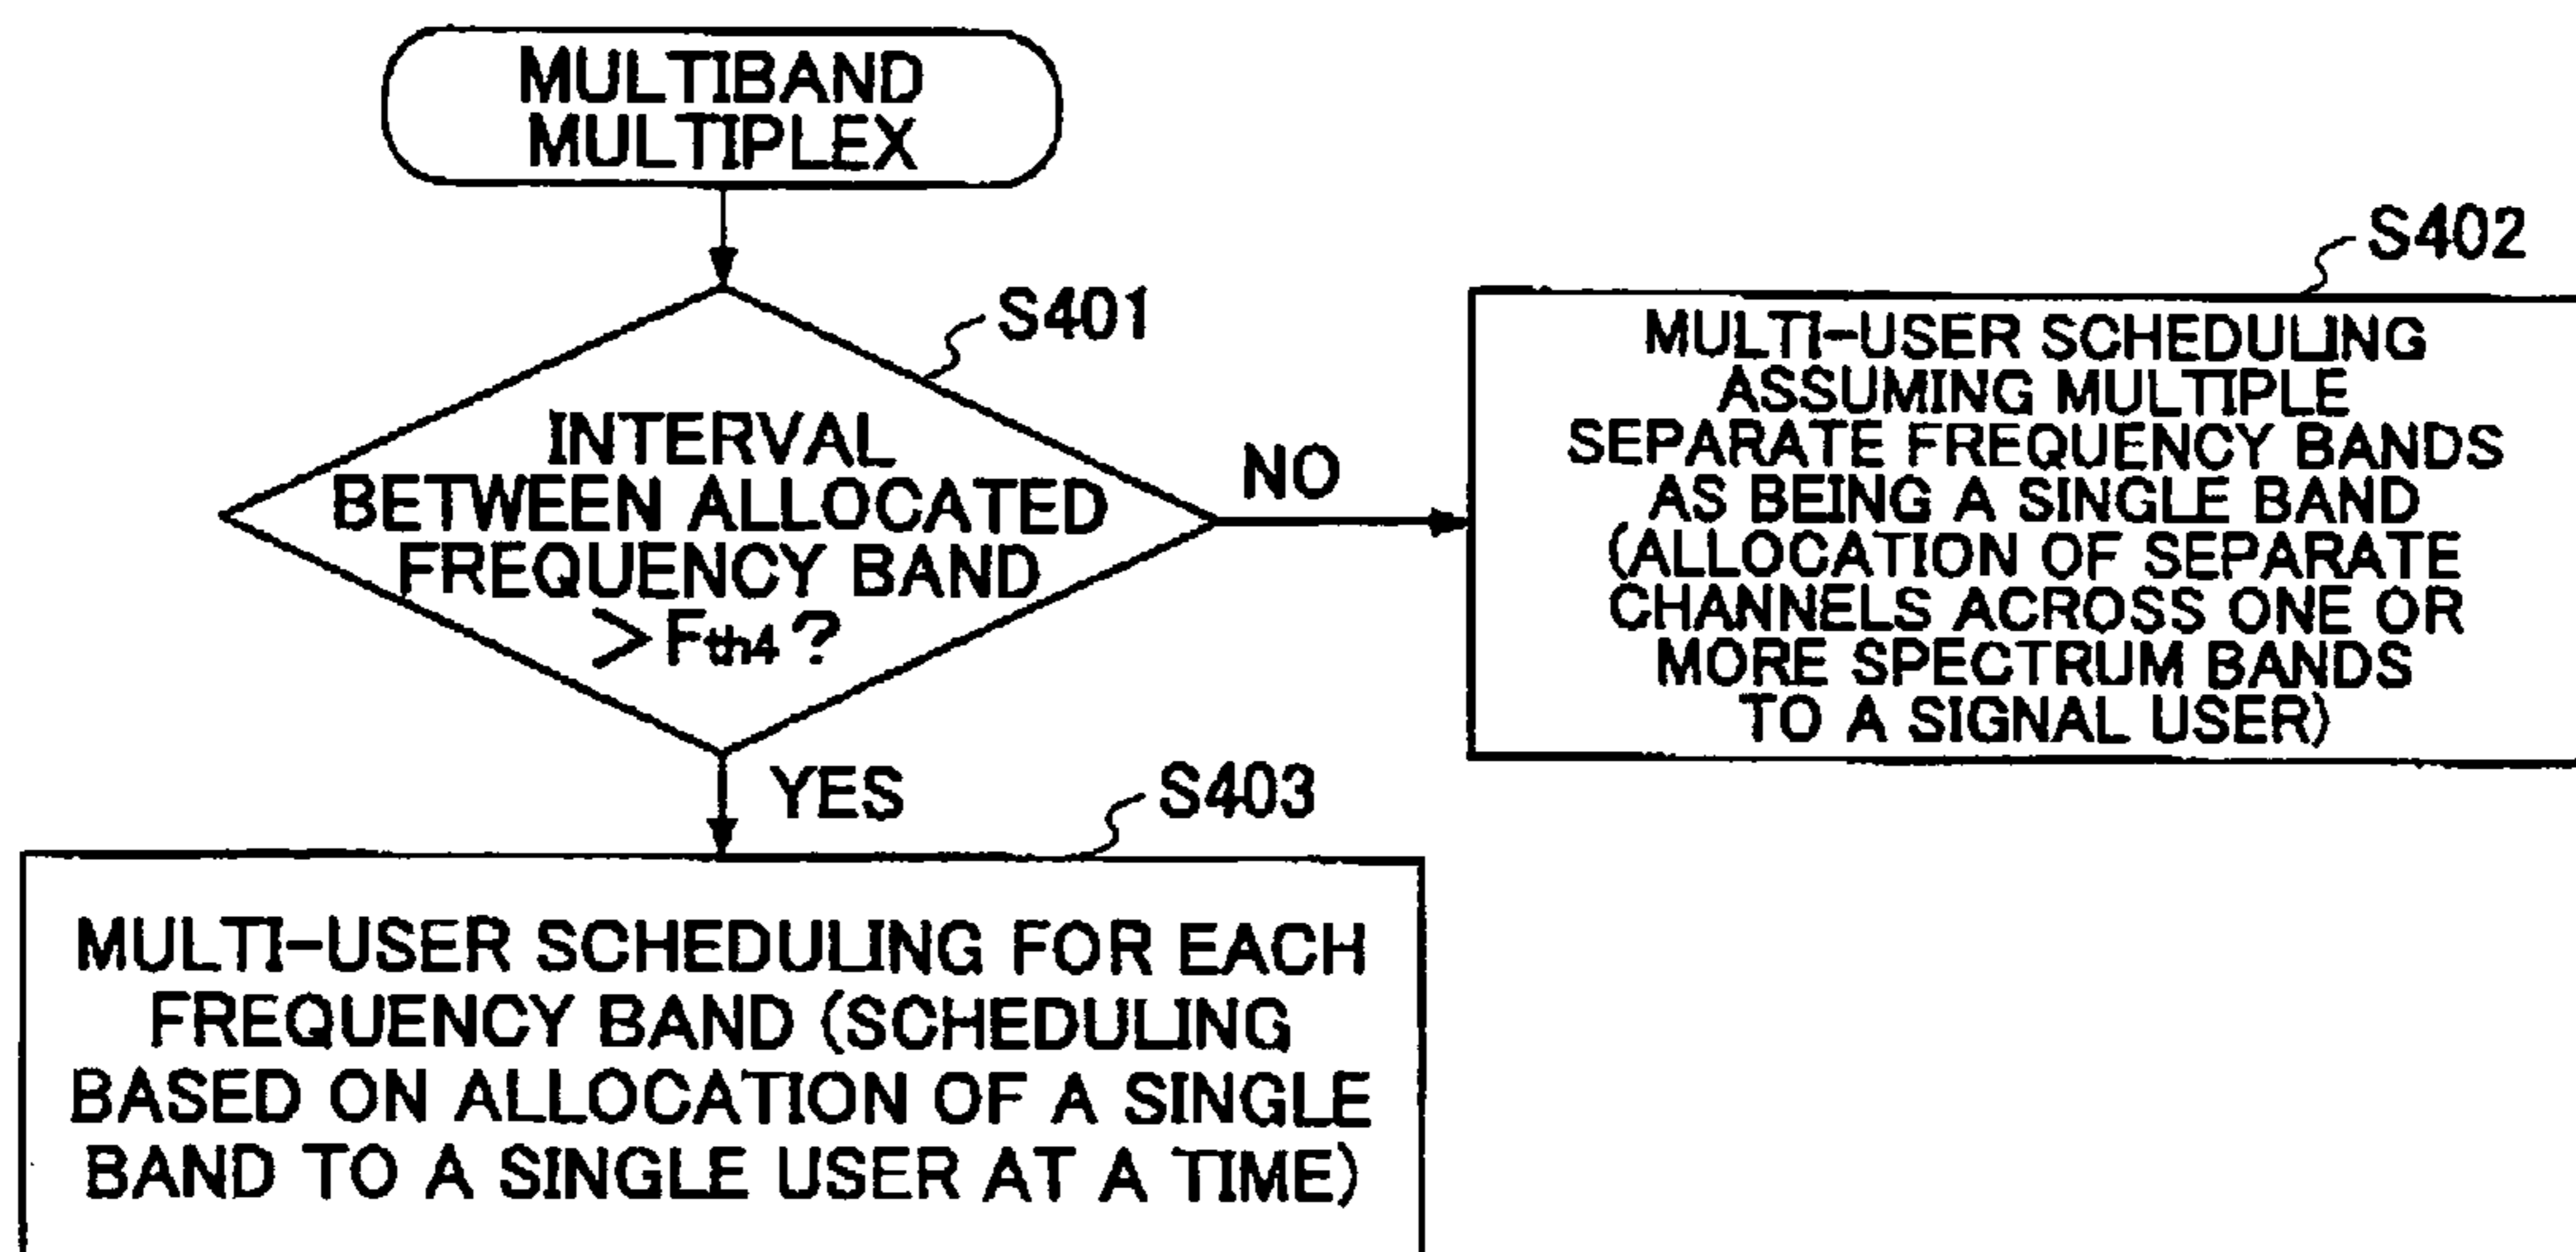 MULTIBAND
MULTIPLEX
S401
INTERVAL
BETWEEN ALLOCATED
FREQUENCY BAND
>Fth4?
NO
S402
MULTI-USER SCHEDULING
ASSUMING MULTIPLE
SEPARATE FREQUENCY BANDS
AS BEING A SINGLE BAND
(ALLOCATION OF SEPARATE
CHANNELS ACROSS ONE OR
MORE SPECTRUM BANDS
TO A SIGNAL USER)
YES
S403
MULTI-USER SCHEDULING FOR EACH
FREQUENCY BAND (SCHEDULING
BASED ON ALLOCATION OF A SINGLE
BAND TO A SINGLE USER AT A TIME)